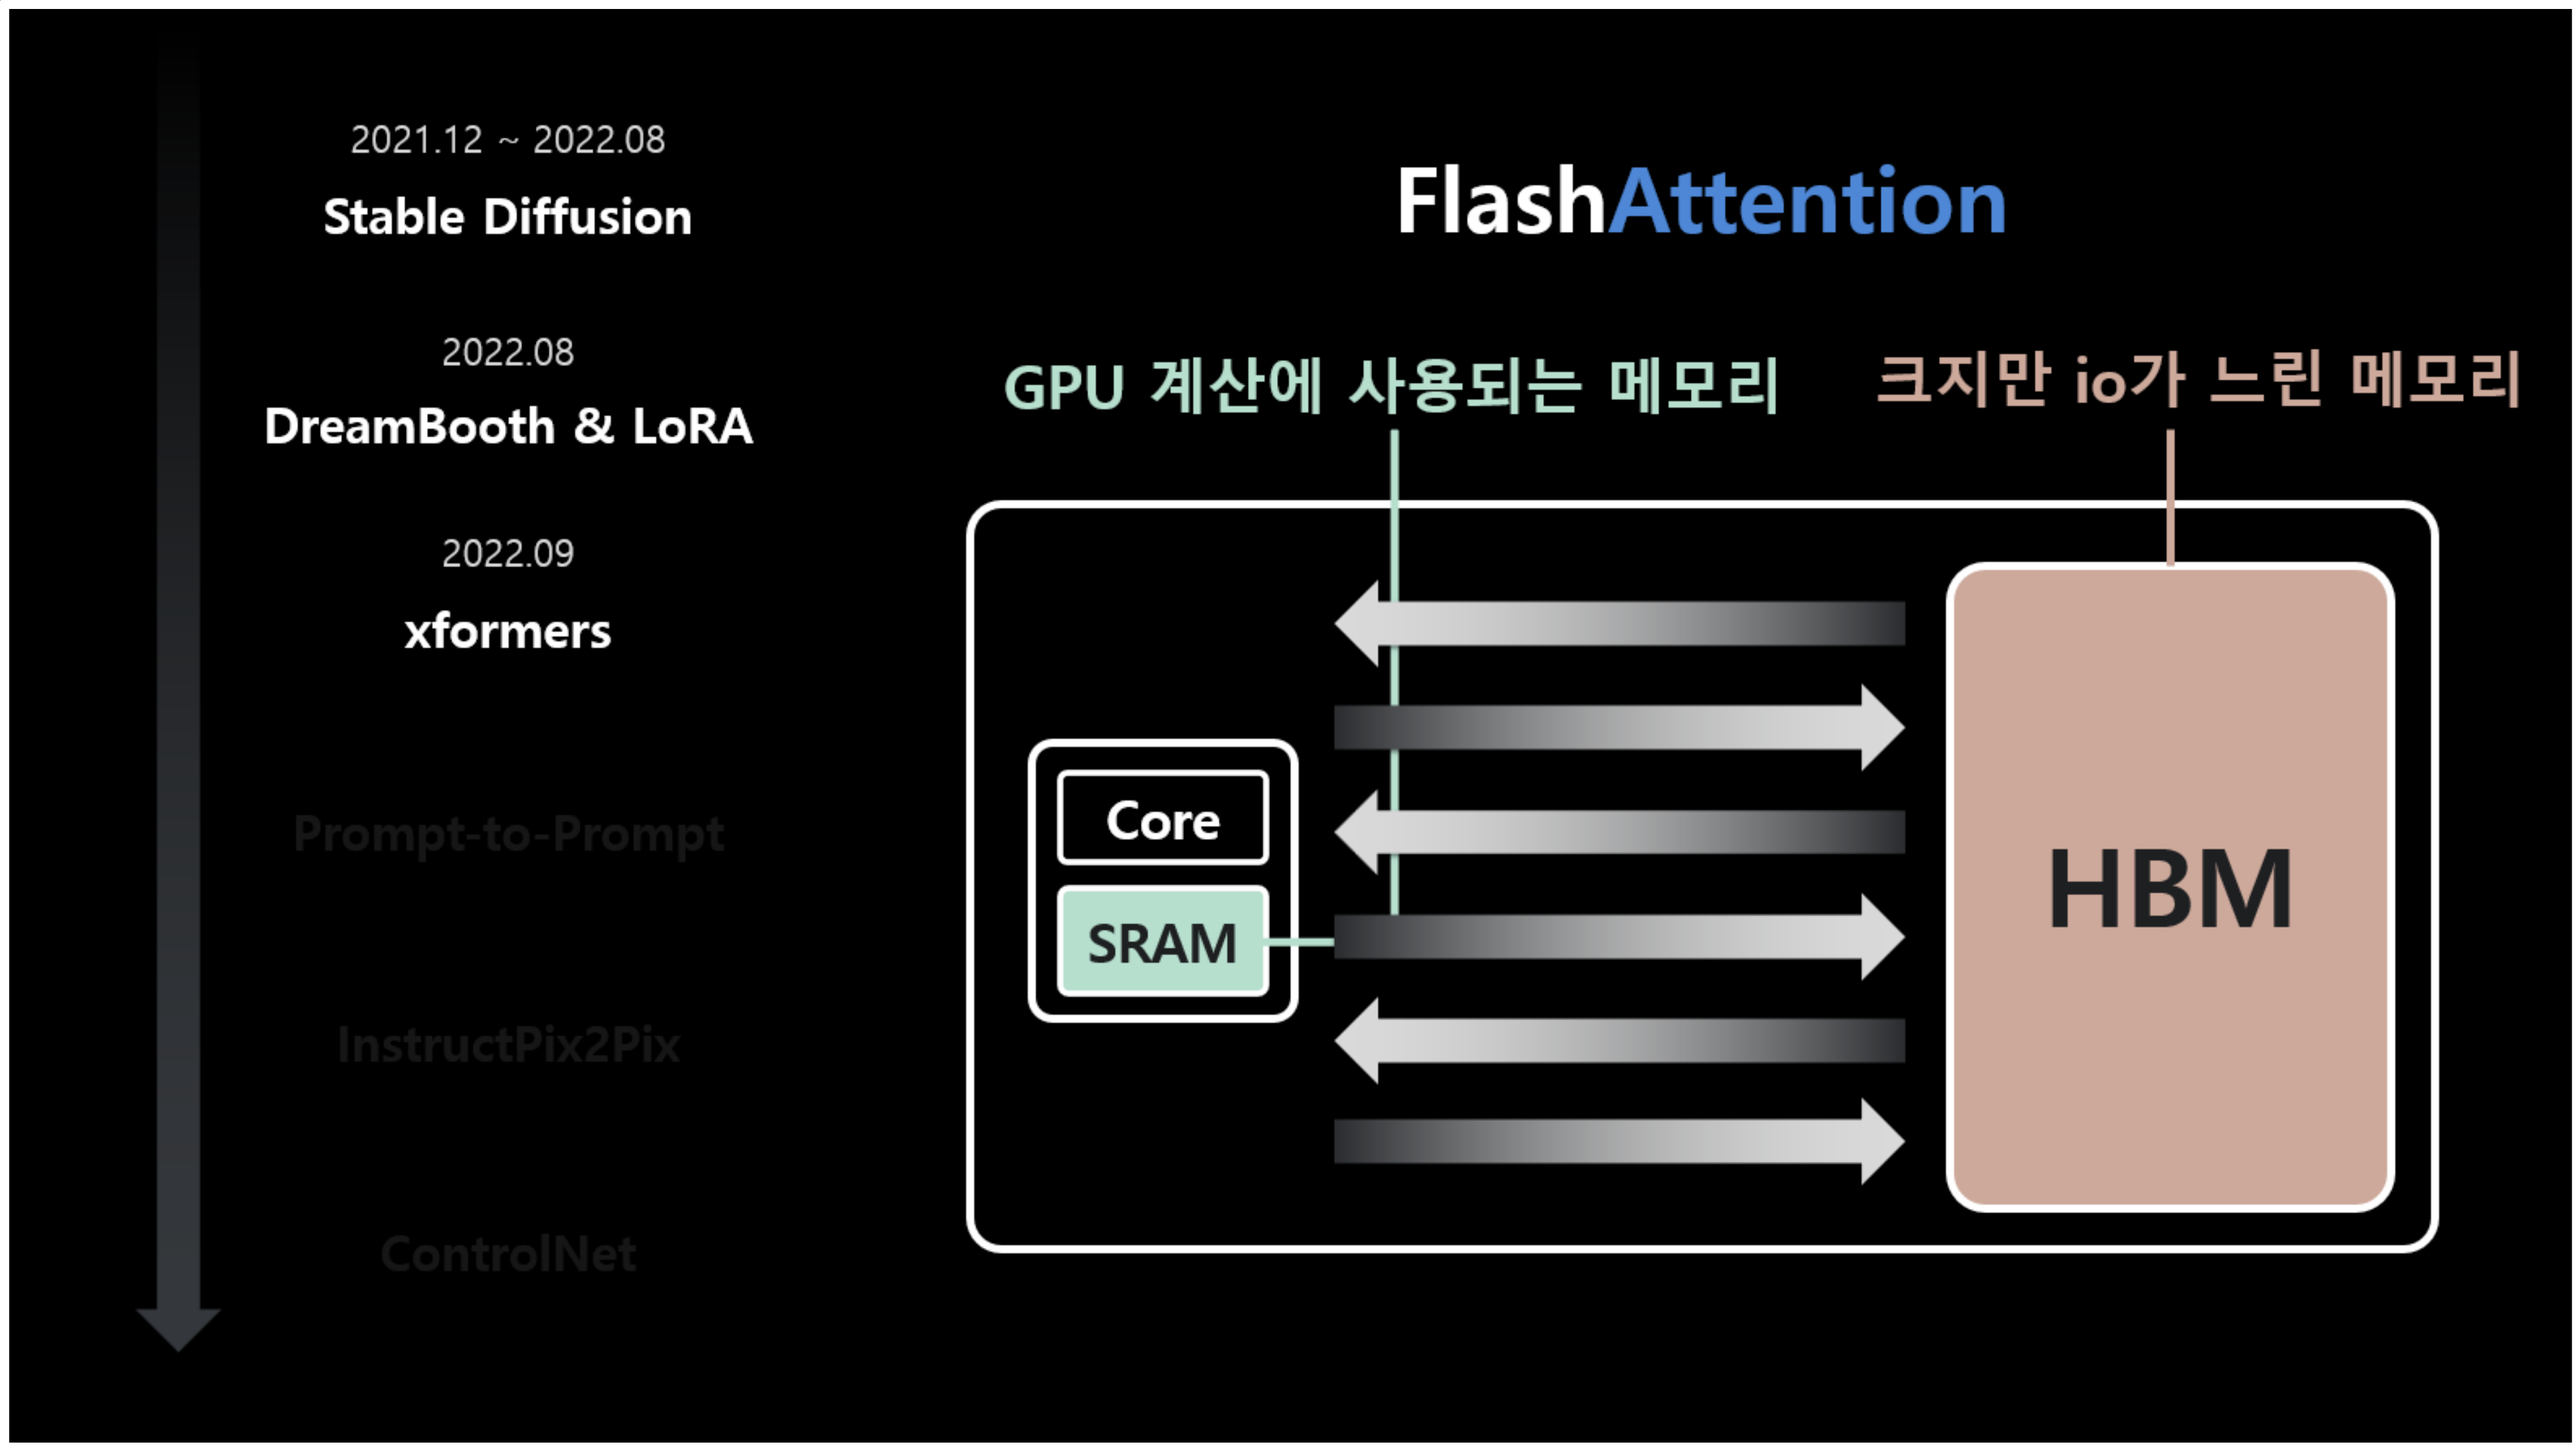 2021.12 ~ 2022.08
Stable Diffusion
2022.08
DreamBooth & LoRA
2022.09
xformers
Prompt-to-Prompt
InstructPix2Pix
ControlNet
FlashAttention
GPU 계산에 사용되는 메모리
크지만 io가 느린 메모리
Core
SRAM
HBM